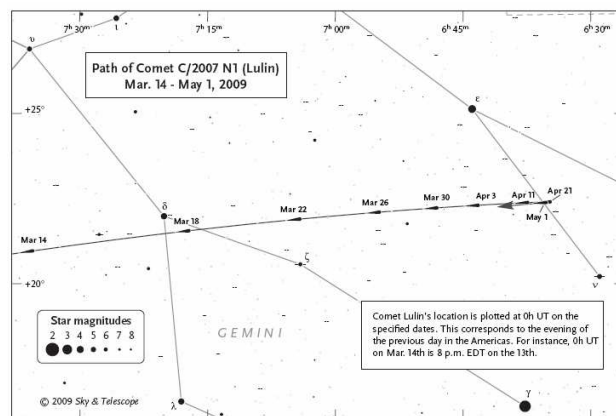 7h 30m 7h 15m 7h 00m 6h 45m 6h 30m
υ ι
Path of Comet C/2007 N1 (Lulin)
Mar. 14 - May 1, 2009
+25°
ε
Mar 14 Mar 18 Mar 22 Mar 26 Mar 30 Apr 3 Apr 11 Apr 21
May 1
δ
ζ
ν
+20°
GEMINI
Star magnitudes
2 3 4 5 6 7 8
Comet Lulin's location is plotted at 0h UT on the
specified dates. This corresponds to the evening of
the previous day in the Americas. For instance, 0h UT
on Mar. 14th is 8 p.m. EDT on the 13th.
© 2009 Sky & Telescope
λ
γ